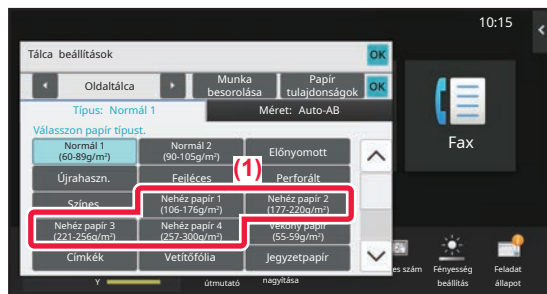 10:15
Tálca beállítások
OK
Oldaltálca
Munka besorolása
Papír tulajdonságok
OK
Típus: Normál 1
Méret: Auto-AB
Válasszon papír típust.
Normál 1
(60-89g/m²)
Normál 2
(90-105g/m²)
Előnyomott
Fax
Újrahaszn.
Fejléces
(1)
Perforált
Színes
Nehéz papír 1
(106-176g/m²)
Nehéz papír 2
(177-220g/m²)
Nehéz papír 3
(221-256g/m²)
Nehéz papír 4
(257-300g/m²)
Vékony papír
(55-59g/m²)
Címkék
Vetítőfólia
Jegyzetpapír
Y
útmutató
nagyítása
es szám
Fényesség
beállítás
Feladat
állapot